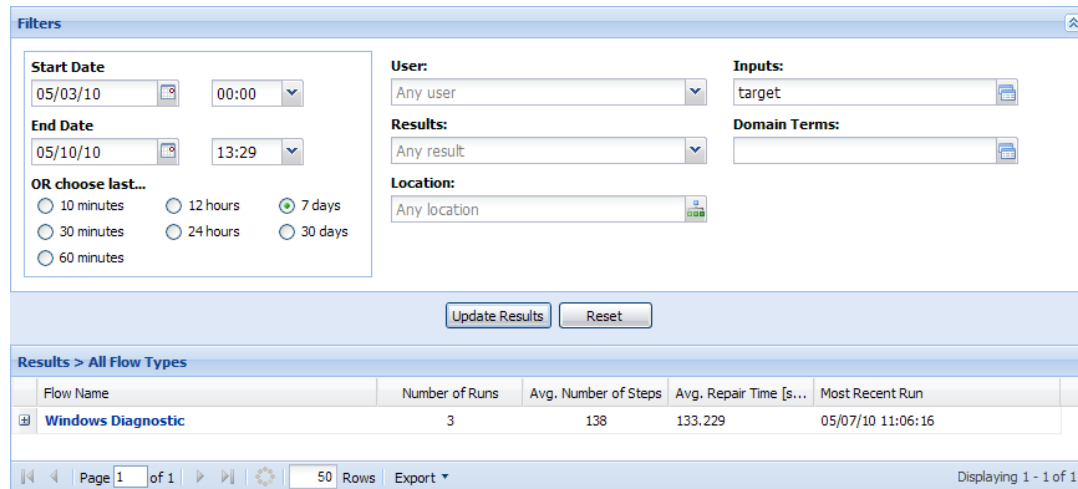 Filters
Start Date
05/03/10 00:00
End Date
05/10/10 13:29
OR choose last...
10 minutes 12 hours 7 days
30 minutes 24 hours 30 days
60 minutes
User:
Any user
Results:
Any result
Location:
Any location
Inputs:
target
Domain Terms:
Update Results Reset
Results > All Flow Types
Flow Name Number of Runs Avg. Number of Steps Avg. Repair Time [s... Most Recent Run
Windows Diagnostic 3 138 133.229 05/07/10 11:06:16
Page 1 of 1 50 Rows Export Displaying 1 - 1 of 1